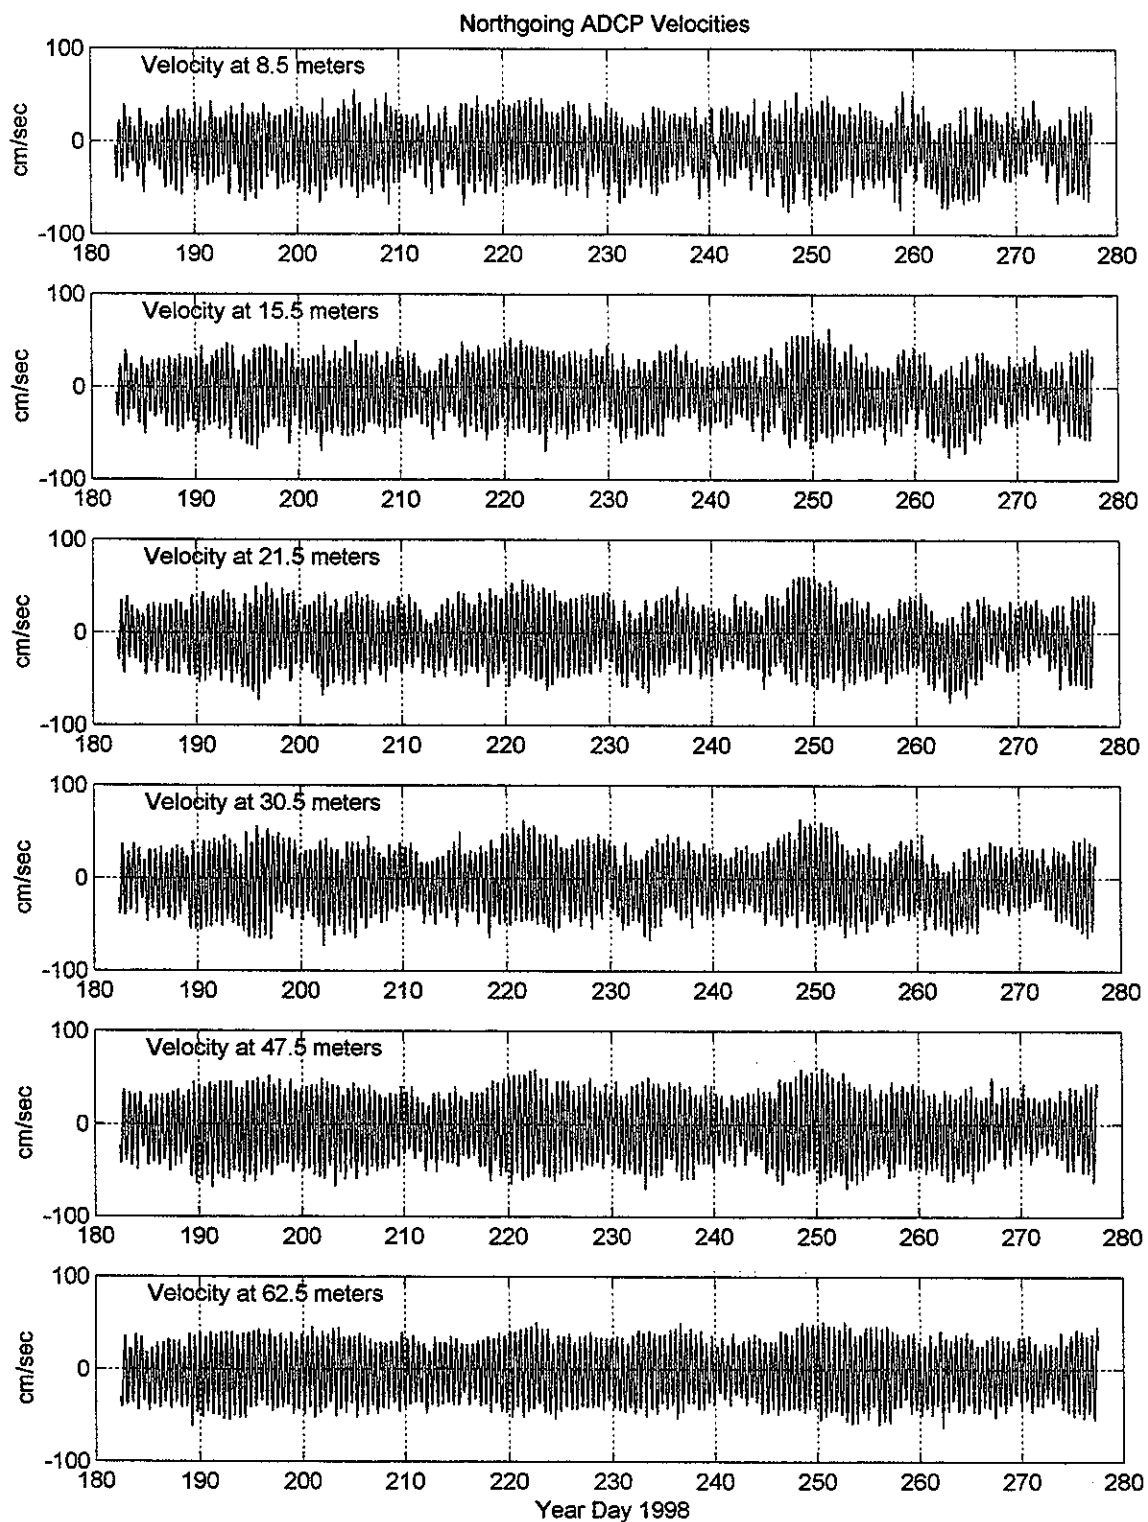 Northgoing ADCP Velocities
100
Velocity at 8.5 meters
cm/sec
0
-100
180 190 200 210 220 230 240 250 260 270 280
100
Velocity at 15.5 meters
cm/sec
0
-100
180 190 200 210 220 230 240 250 260 270 280
100
Velocity at 21.5 meters
cm/sec
0
-100
180 190 200 210 220 230 240 250 260 270 280
100
Velocity at 30.5 meters
cm/sec
0
-100
180 190 200 210 220 230 240 250 260 270 280
100
Velocity at 47.5 meters
cm/sec
0
-100
180 190 200 210 220 230 240 250 260 270 280
100
Velocity at 62.5 meters
cm/sec
0
-100
180 190 200 210 220 230 240 250 260 270 280
Year Day 1998